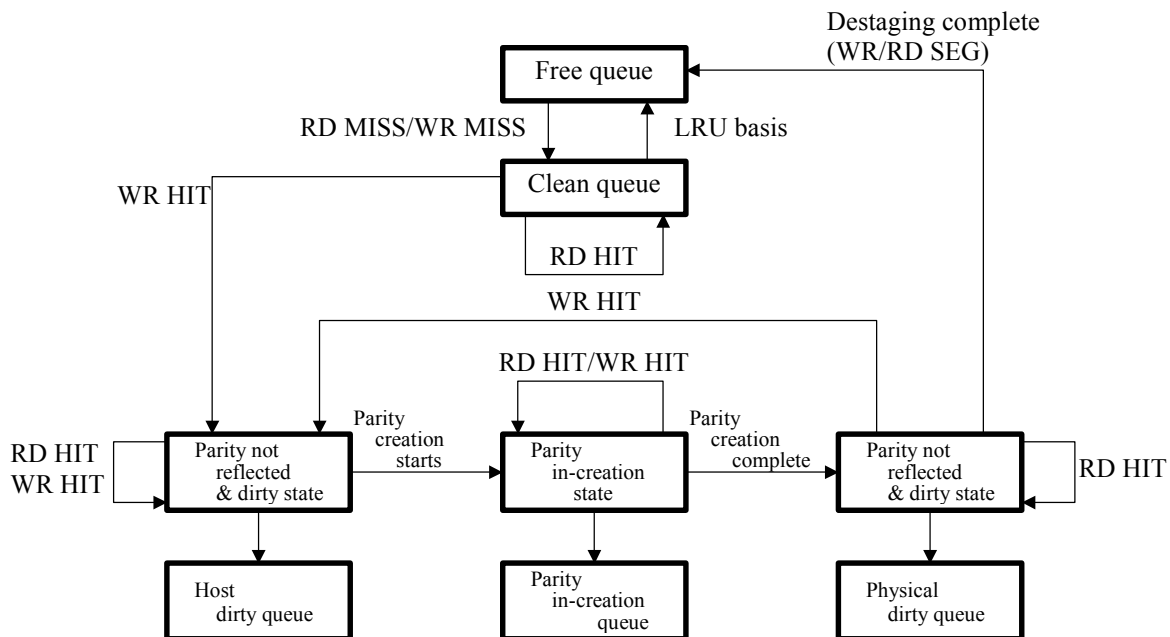 Destaging complete
(WR/RD SEG)
Free queue
RD MISS/WR MISS
LRU basis
Clean queue
WR HIT
RD HIT
WR HIT
RD HIT/WR HIT
RD HIT
WR HIT
Parity not
reflected
& dirty state
Parity
creation
starts
Parity
in-creation
state
Parity
creation
complete
Parity not
reflected
& dirty state
RD HIT
Host
dirty queue
Parity
in-creation
queue
Physical
dirty queue